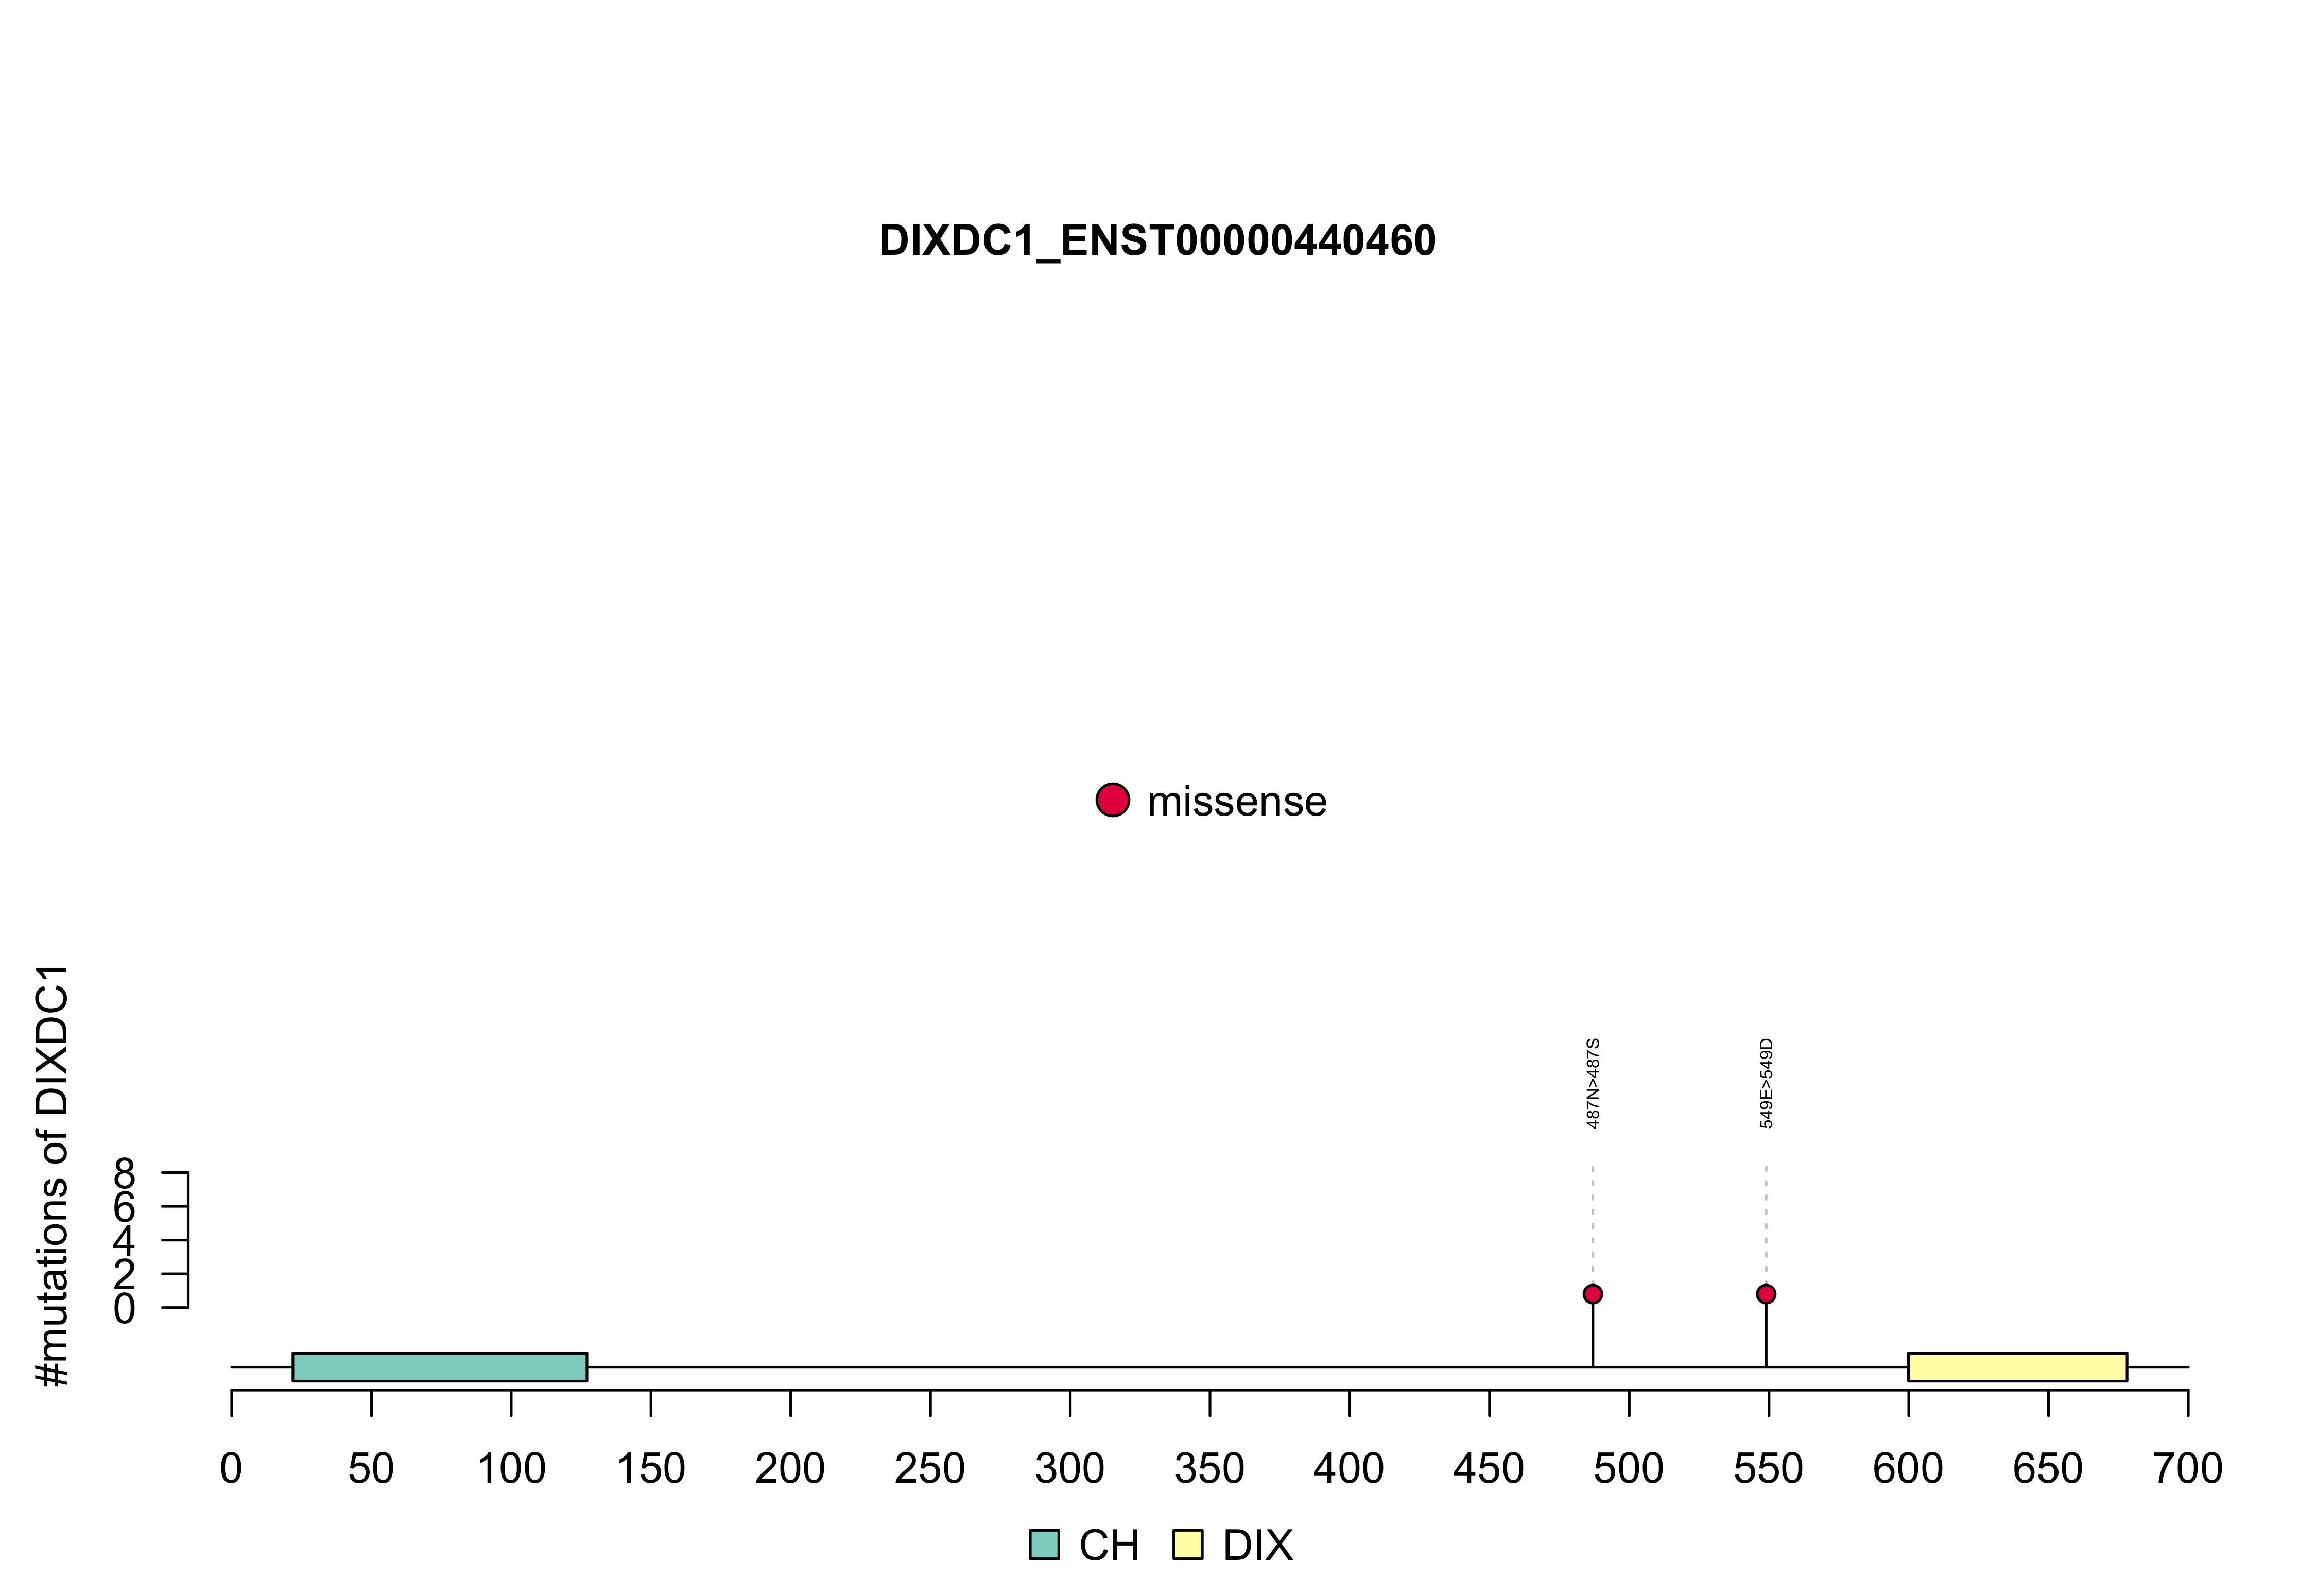 DIXDC1_ENST00000440460
missense
#mutations of DIXDC1
487N>487S
549E>549D
8
6
4
2
0
0 50 100 150 200 250 300 350 400 450 500 550 600 650 700
CH DIX